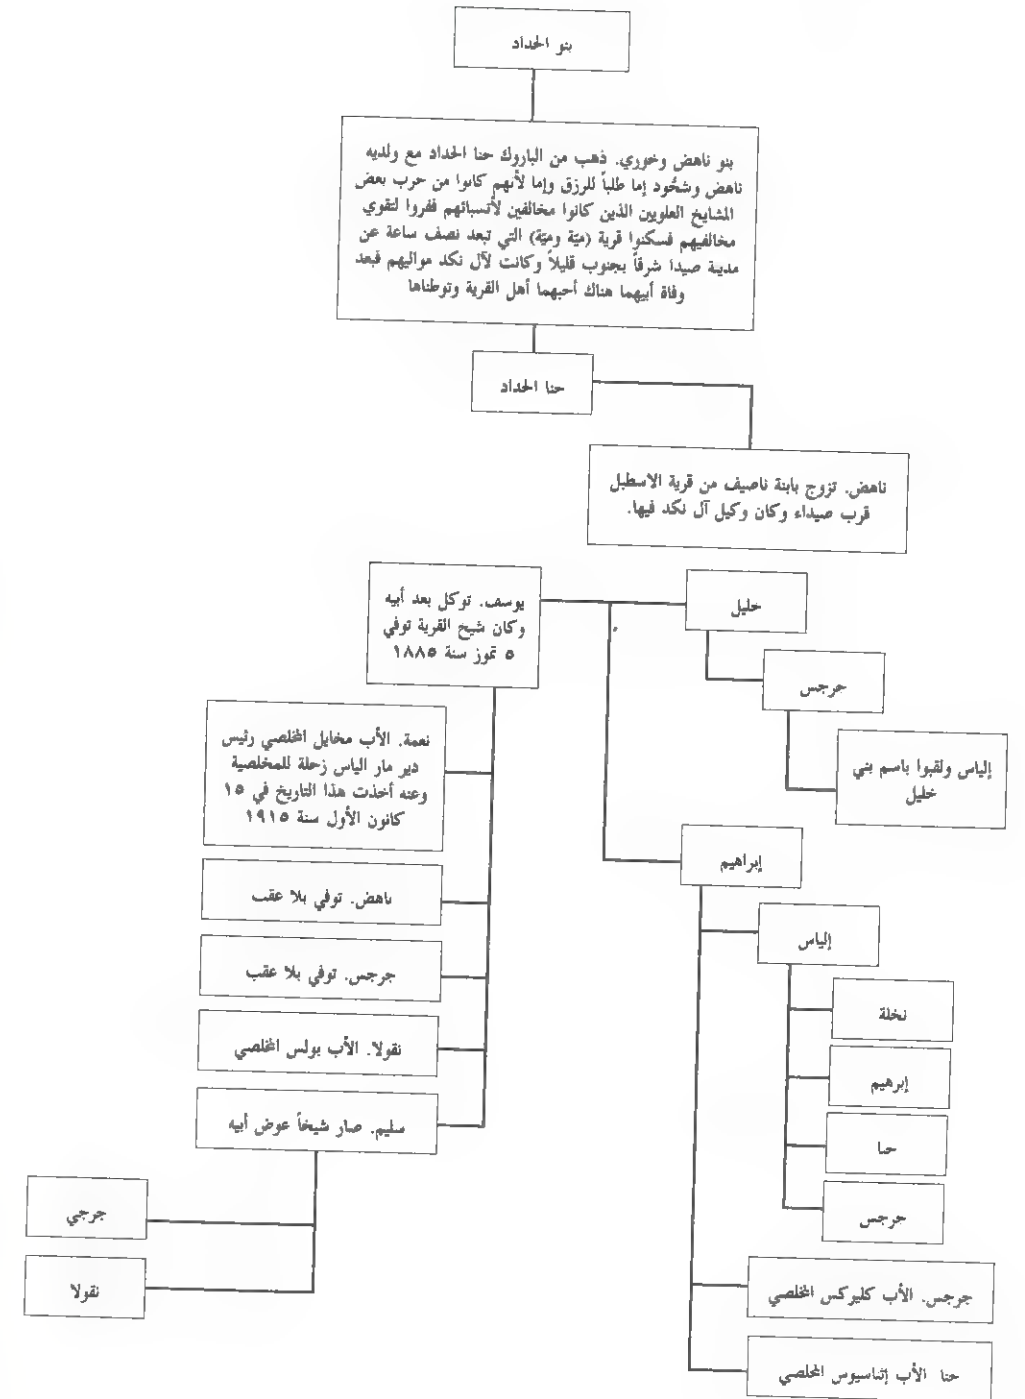 بنو الحداد
بنو ناهض وخوري. ذهب من الباروك حنا الحداد مع ولديه
ناهض وشحُّود إما طلباً للرزق وإما لأنهم كانوا من حرب بعض
المشايخ العلويين الذين كانوا مخالفين لأنسبائهم ففروا لتقوي
مخالفيهم فسكنوا قرية (ميّة وميّة) التي تبعد نصف ساعة عن
مدينة صيدا شرقاً بجنوب قليلاً وكانت لآل نكد مواليهم فبعد
وفاة أبيهما هناك أحبهما أهل القرية وتوطناها
حنا الحداد
ناهض. تزوج بابنة ناصيف من قرية الاسطبل
قرب صيداء وكان وكيل آل نكد فيها.
خليل
جرجس
إلياس ولقبوا باسم بني
خليل
إبراهيم
إلياس
نخلة
إبرهيم
حنا
جرجس
جرجس. الأب كليركس المخلصي
حنا الأب إثناسيوس المخلصي
يوسف. توكل بعد أبيه
وكان شيخ القرية توفي
٥ تموز سنة ١٨٨٥
نعمة. الأب مخايل المخلصي رئيس
دير مار الياس زحلة للمخلصية
وعنه أخذت هذا التاريخ في ١٥
كانون الأول سنة ١٩١٥
ناهض. توفي بلا عقب
جرجس. توفي بلا عقب
نقولا. الأب بولس المخلصي
سليم. صار شيخاً عوض أبيه
جرجي
نقولا